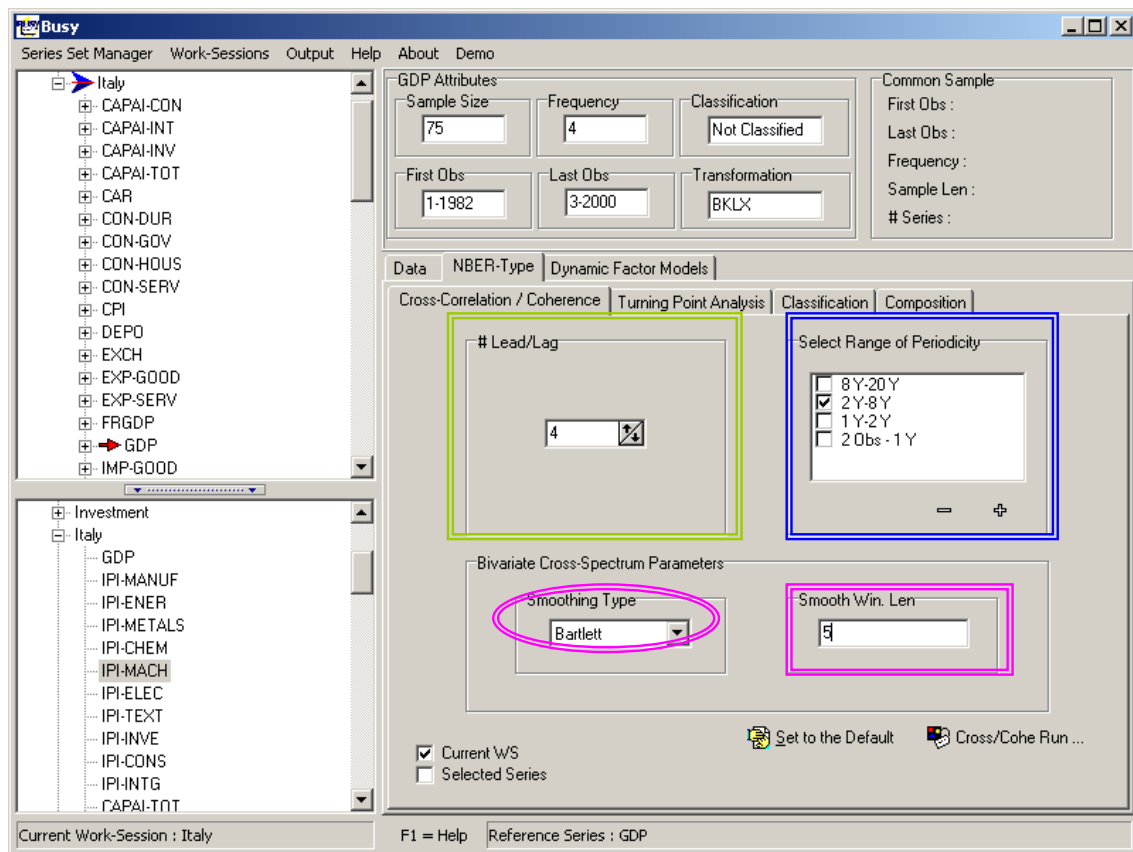 Busy
Series Set Manager Work-Sessions Output Help About Demo
Italy
CAPAI-CON
CAPAI-INT
CAPAI-INV
CAPAI-TOT
CAR
CON-DUR
CON-GOV
CON-HOUS
CON-SERV
CPI
DEPO
EXCH
EXP-GOOD
EXP-SERV
FRGDP
GDP
IMP-GOOD
Investment
Italy
GDP
IPI-MANUF
IPI-ENER
IPI-METALS
IPI-CHEM
IPI-MACH
IPI-ELEC
IPI-TEXT
IPI-INVE
IPI-CONS
IPI-INTG
CAPAI-TOT
GDP Attributes
Sample Size Frequency Classification
75 4 Not Classified
First Obs Last Obs Transformation
1-1982 3-2000 BKLX
Common Sample
First Obs :
Last Obs :
Frequency :
Sample Len :
# Series :
Data NBER-Type Dynamic Factor Models
Cross-Correlation / Coherence Turning Point Analysis Classification Composition
# Lead/Lag
4
Select Range of Periodicity
8 Y-20 Y
2 Y-8 Y
1 Y-2 Y
2 Obs - 1 Y
Bivariate Cross-Spectrum Parameters
Smoothing Type Smooth Win. Len
Bartlett 5
Set to the Default Cross/Cohe Run ...
Current WS
Selected Series
Current Work-Session : Italy F1 = Help Reference Series : GDP